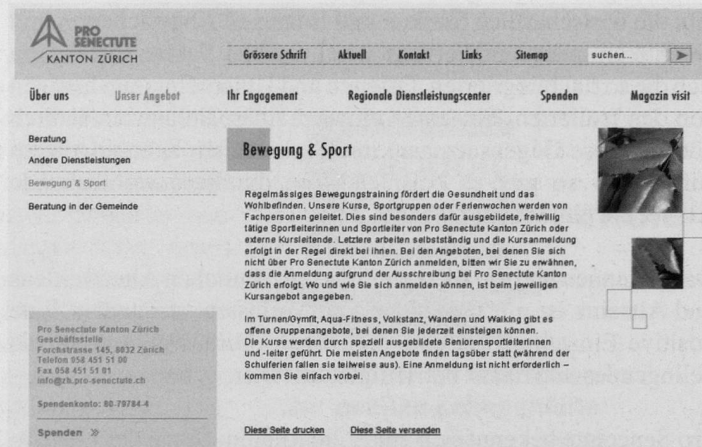 PRO
SENECTUTE
KANTON ZÜRICH
Grössere Schrift Aktuell Kontakt Links Sitemap suchen...
Über uns Unser Angebot Ihr Engagement Regionale Dienstleistungscenter Spenden Magazin visit
Beratung
Andere Dienstleistungen
Bewegung & Sport
Beratung in der Gemeinde
Bewegung & Sport
Regelmässiges Bewegungstraining fördert die Gesundheit und das
Wohlbefinden. Unsere Kurse, Sportgruppen oder Ferienwochen werden von
Fachpersonen geleitet. Dies sind besonders dafür ausgebildete, freiwillig
tätige Sportleiterinnen und Sportleiter von Pro Senectute Kanton Zürich oder
externe Kursleitende. Letztere arbeiten selbstständig und die Kursanmeldung
erfolgt in der Regel direkt bei ihnen. Bei den Angeboten, bei denen Sie sich
nicht über Pro Senectute Kanton Zürich anmelden, bitten wir Sie zu erwähnen,
dass die Anmeldung aufgrund der Ausschreibung bei Pro Senectute Kanton
Zürich erfolgt. Wo und wie Sie sich anmelden können, ist beim jeweiligen
Kursangebot angegeben.
Im Turnen/Gymfit, Aqua-Fitness, Volkstanz, Wandern und Walking gibt es
offene Gruppenangebote, bei denen Sie jederzeit einsteigen können.
Die Kurse werden durch speziell ausgebildete Seniorensportleiterinnen
und -leiter geführt. Die meisten Angebote finden tagsüber statt (während der
Schulferien fallen sie teilweise aus). Eine Anmeldung ist nicht erforderlich –
kommen Sie einfach vorbei.
Diese Seite drucken Diese Seite versenden
Pro Senectute Kanton Zürich
Geschäftsstelle
Forchstrasse 145, 8032 Zürich
Telefon 058 451 51 00
Fax 058 451 51 01
info@zh.pro-senectute.ch
Spendenkonto: 80-79784-4
Spenden »